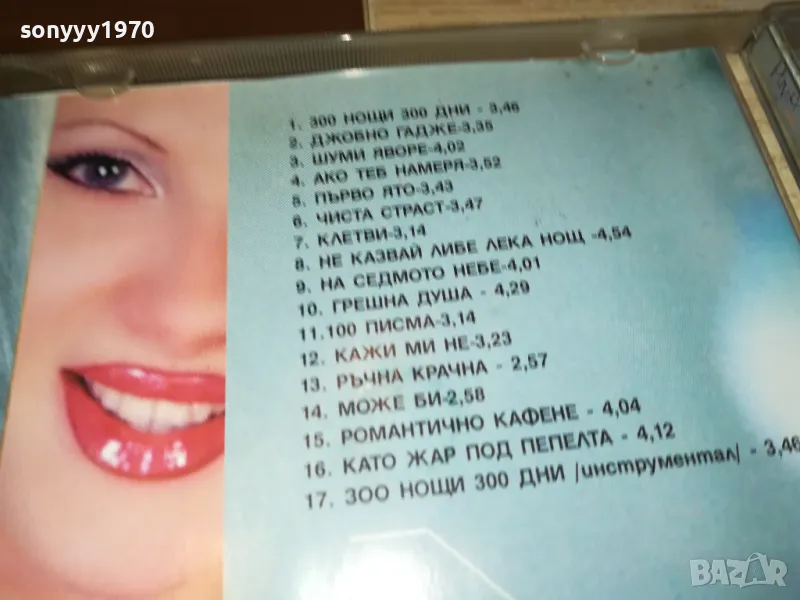 sonyyy1970
1. 300 НОЩИ 300 ДНИ - 3,46
2. ДЖОБНО ГАДЖЕ-3,35
3. ШУМИ ЯВОРЕ-4,02
4. АКО ТЕБ НАМЕРЯ-3,52
5. ПЪРВО ЯТО-3,43
6. ЧИСТА СТРАСТ-3,47
7. КЛЕТВИ-3,14
8. НЕ КАЗВАЙ ЛИБЕ ЛЕКА НОЩ -4,54
9. НА СЕДМОТО НЕБЕ-4,01
10. ГРЕШНА ДУША - 4,29
11.100 ПИСМА-3,14
12. КАЖИ МИ НЕ-3,23
13. РЪЧНА КРАЧНА - 2,57
14. МОЖЕ БИ-2,58
15. РОМАНТИЧНО КАФЕНЕ - 4,04
16. КАТО ЖАР ПОД ПЕПЕЛТА - 4,12
17. ЗОО НОЩИ 300 ДНИ /инструментал/ - 3,46
BAZAR